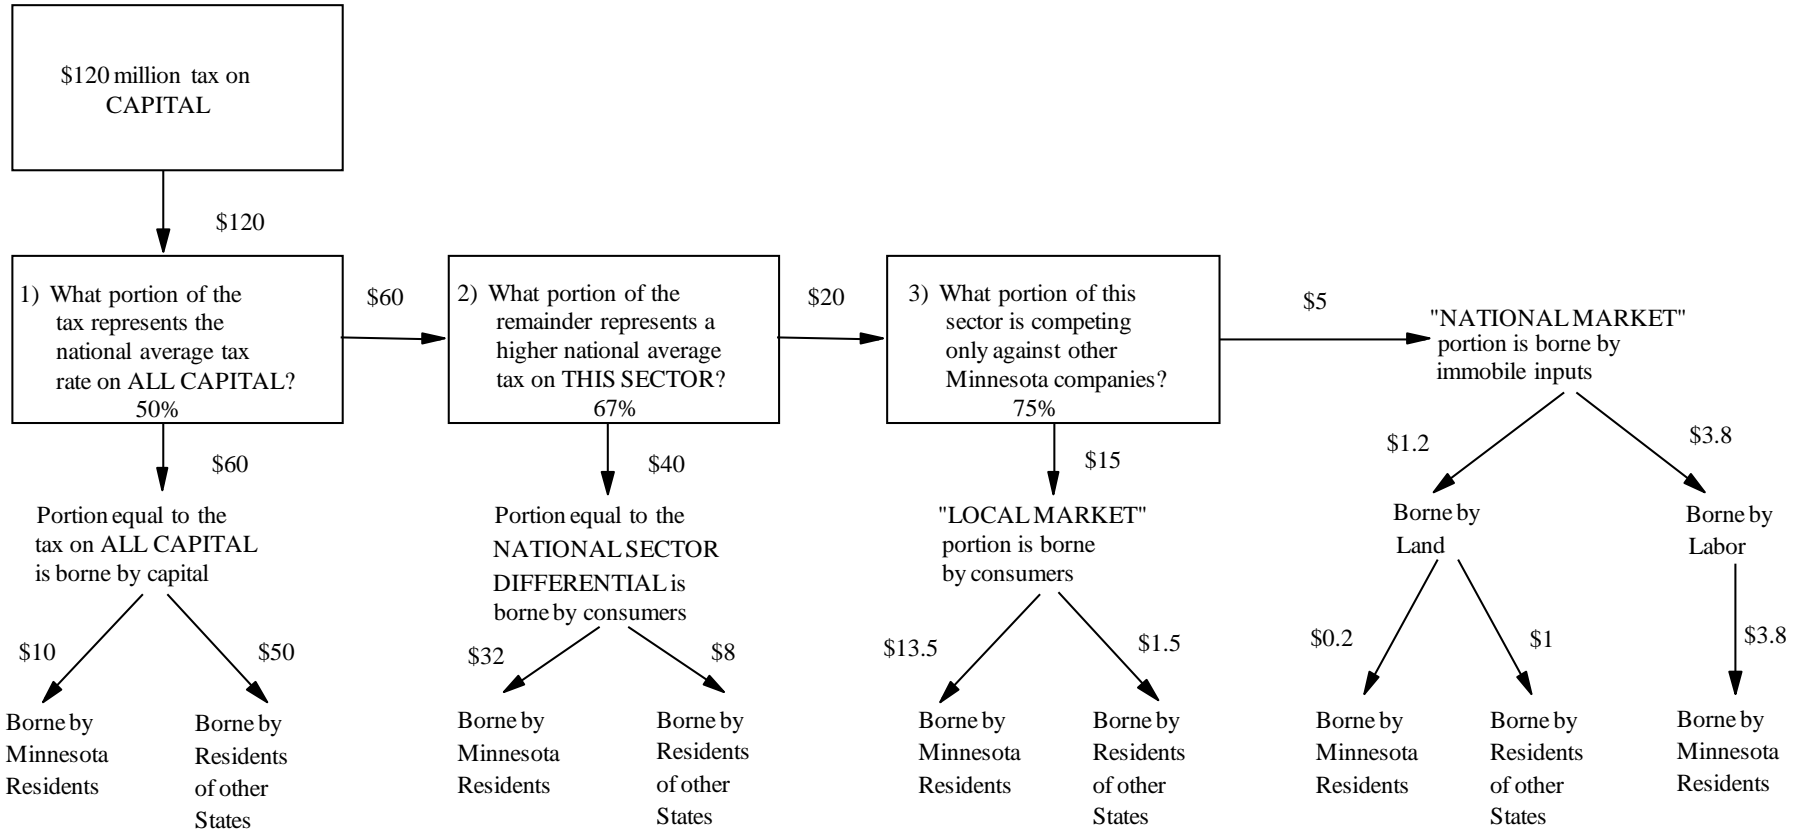 $120 million tax on
CAPITAL
$120
1) What portion of the
tax represents the
national average tax
rate on ALL CAPITAL?
50%
$60
2) What portion of the
remainder represents a
higher national average
tax on THIS SECTOR?
67%
$20
3) What portion of this
sector is competing
only against other
Minnesota companies?
75%
$5
"NATIONAL MARKET"
portion is borne by
immobile inputs
$60
Portion equal to the
tax on ALL CAPITAL
is borne by capital
$40
Portion equal to the
NATIONAL SECTOR
DIFFERENTIAL is
borne by consumers
$15
"LOCAL MARKET"
portion is borne
by consumers
$1.2
Borne by
Land
$3.8
Borne by
Labor
$10
$50
$32
$8
$13.5
$1.5
$0.2
$1
$3.8
Borne by
Minnesota
Residents
Borne by
Residents
of other
States
Borne by
Minnesota
Residents
Borne by
Residents
of other
States
Borne by
Minnesota
Residents
Borne by
Residents
of other
States
Borne by
Minnesota
Residents
Borne by
Residents
of other
States
Borne by
Minnesota
Residents